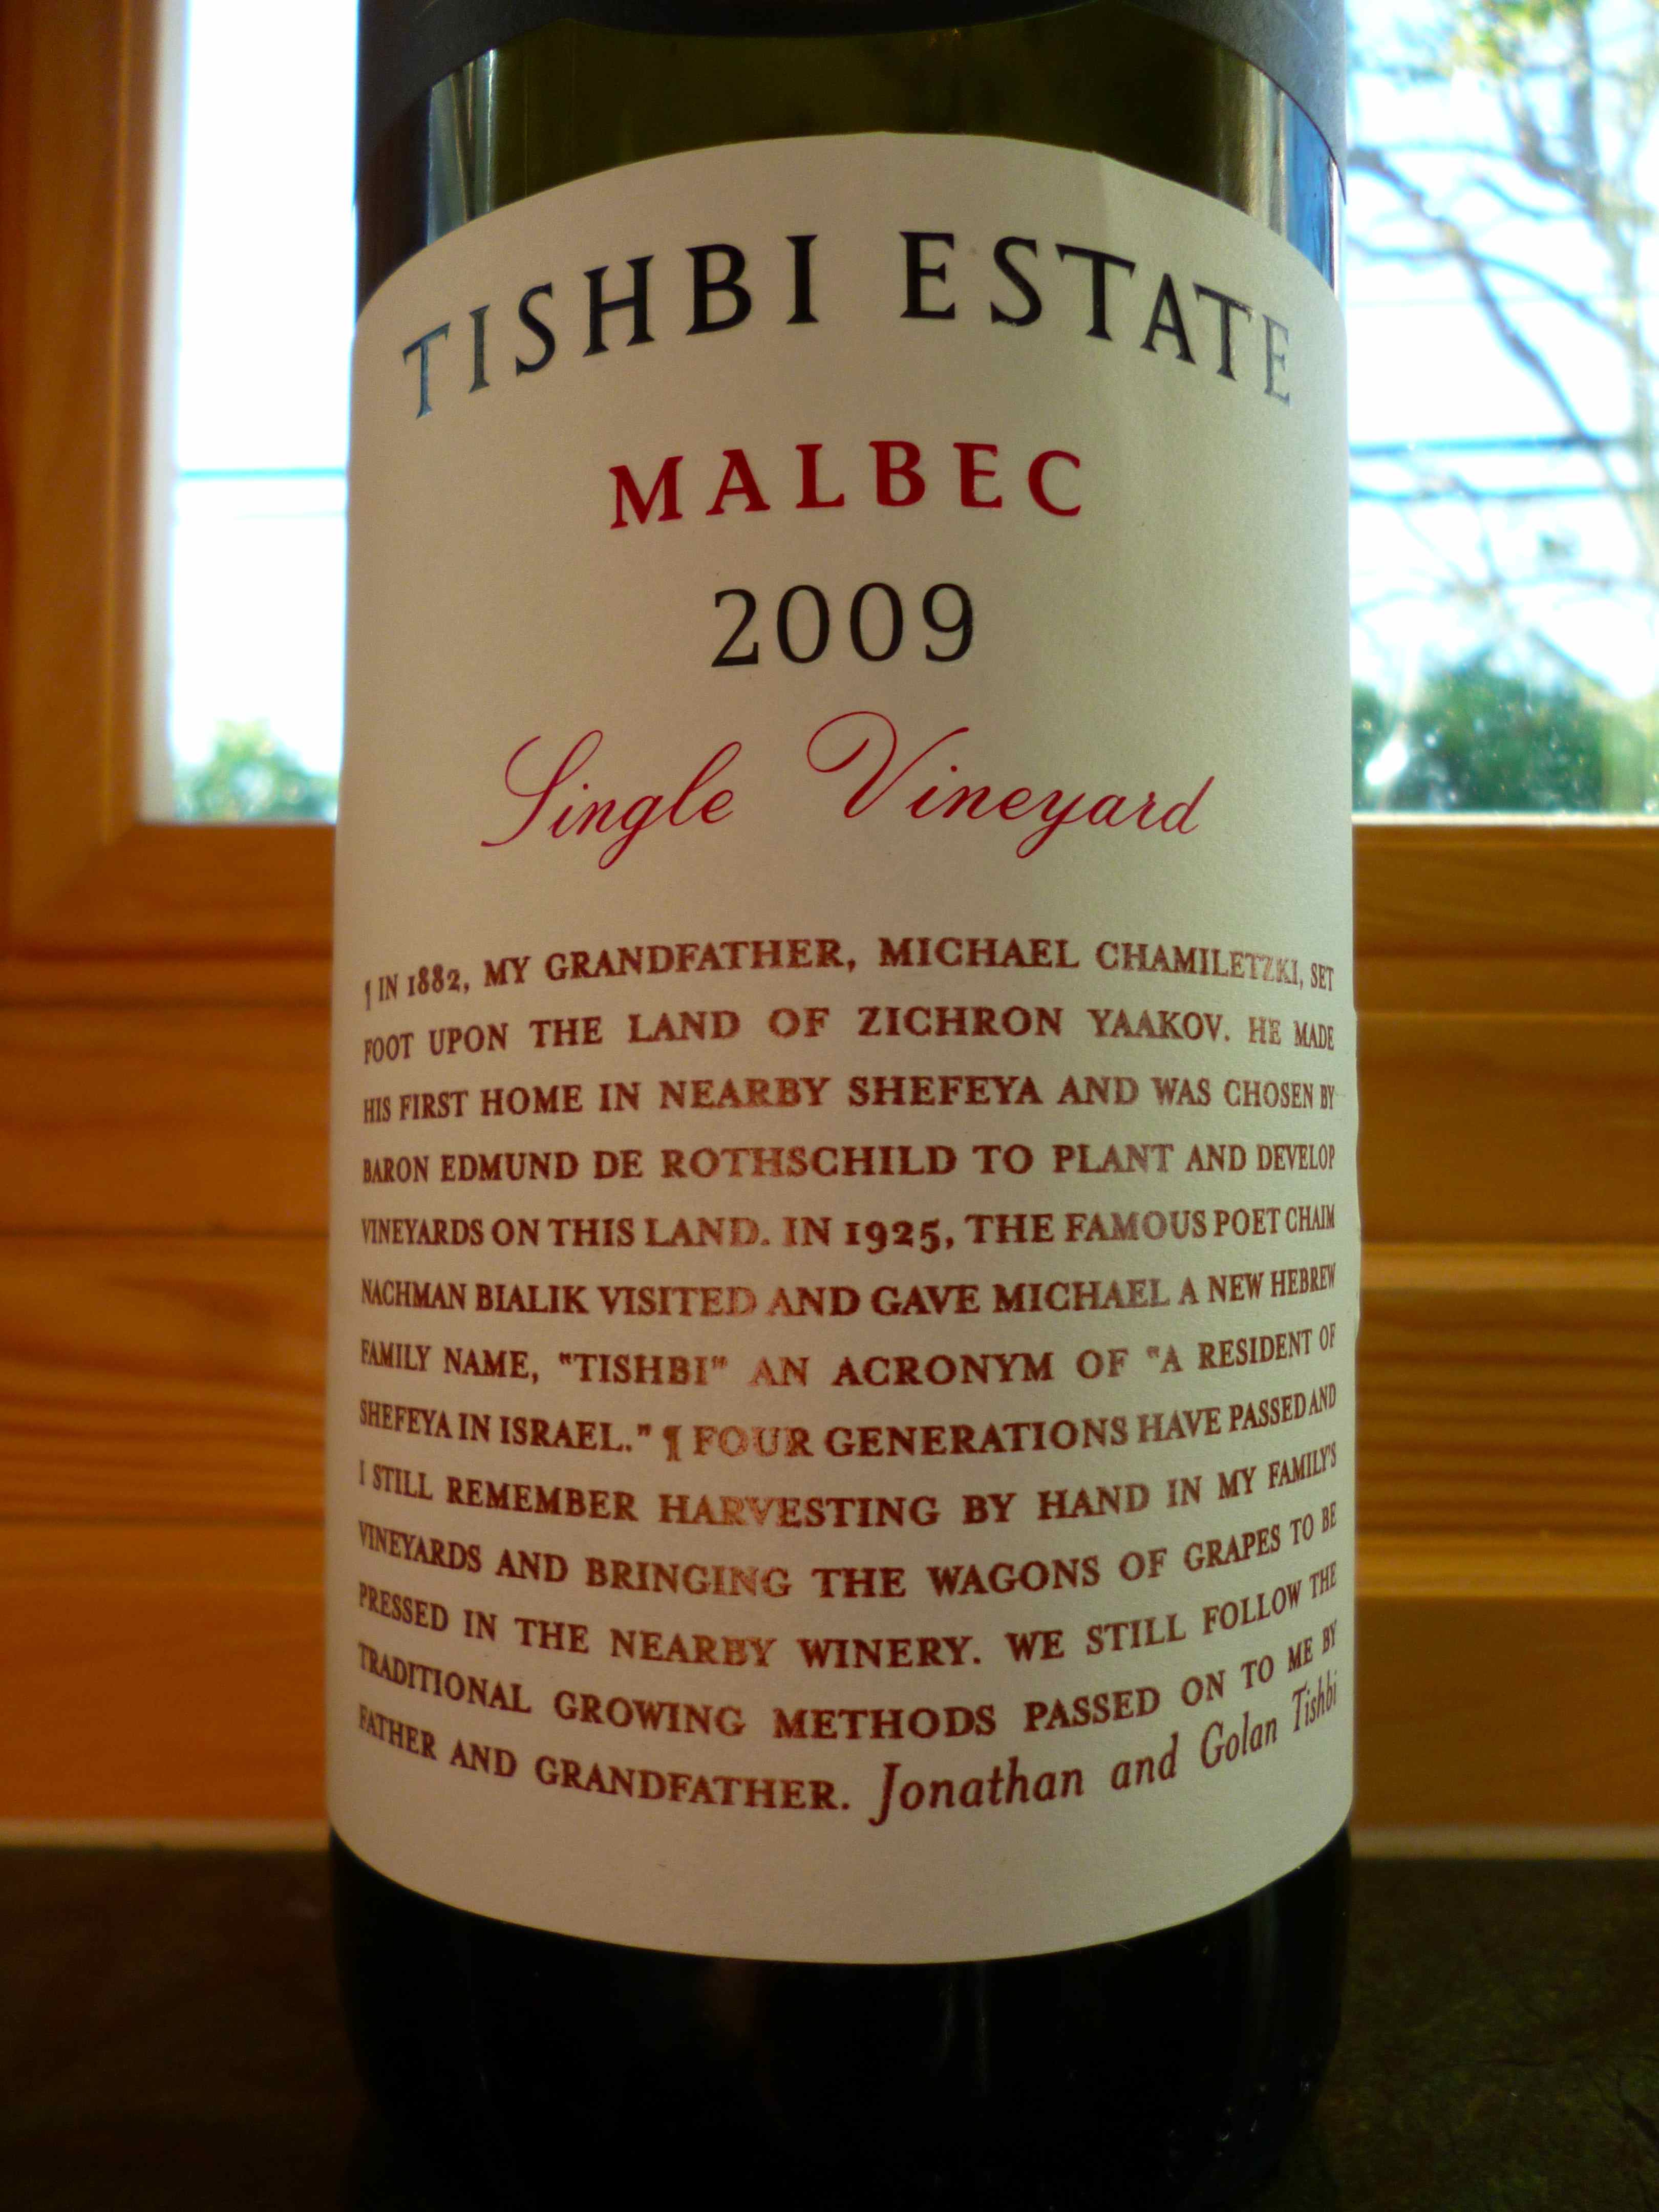 TISHBI ESTATE
MALBEC
2009
Single Vineyard
¶ IN 1882, MY GRANDFATHER, MICHAEL CHAMILETZKI, SET
FOOT UPON THE LAND OF ZICHRON YAAKOV. HE MADE
HIS FIRST HOME IN NEARBY SHEFEYA AND WAS CHOSEN BY
BARON EDMUND DE ROTHSCHILD TO PLANT AND DEVELOP
VINEYARDS ON THIS LAND. IN 1925, THE FAMOUS POET CHAIM
NACHMAN BIALIK VISITED AND GAVE MICHAEL A NEW HEBREW
FAMILY NAME, "TISHBI" AN ACRONYM OF "A RESIDENT OF
SHEFEYA IN ISRAEL." ¶ FOUR GENERATIONS HAVE PASSED AND
I STILL REMEMBER HARVESTING BY HAND IN MY FAMILY'S
VINEYARDS AND BRINGING THE WAGONS OF GRAPES TO BE
PRESSED IN THE NEARBY WINERY. WE STILL FOLLOW THE
TRADITIONAL GROWING METHODS PASSED ON TO ME BY
FATHER AND GRANDFATHER. Jonathan and Golan Tishbi